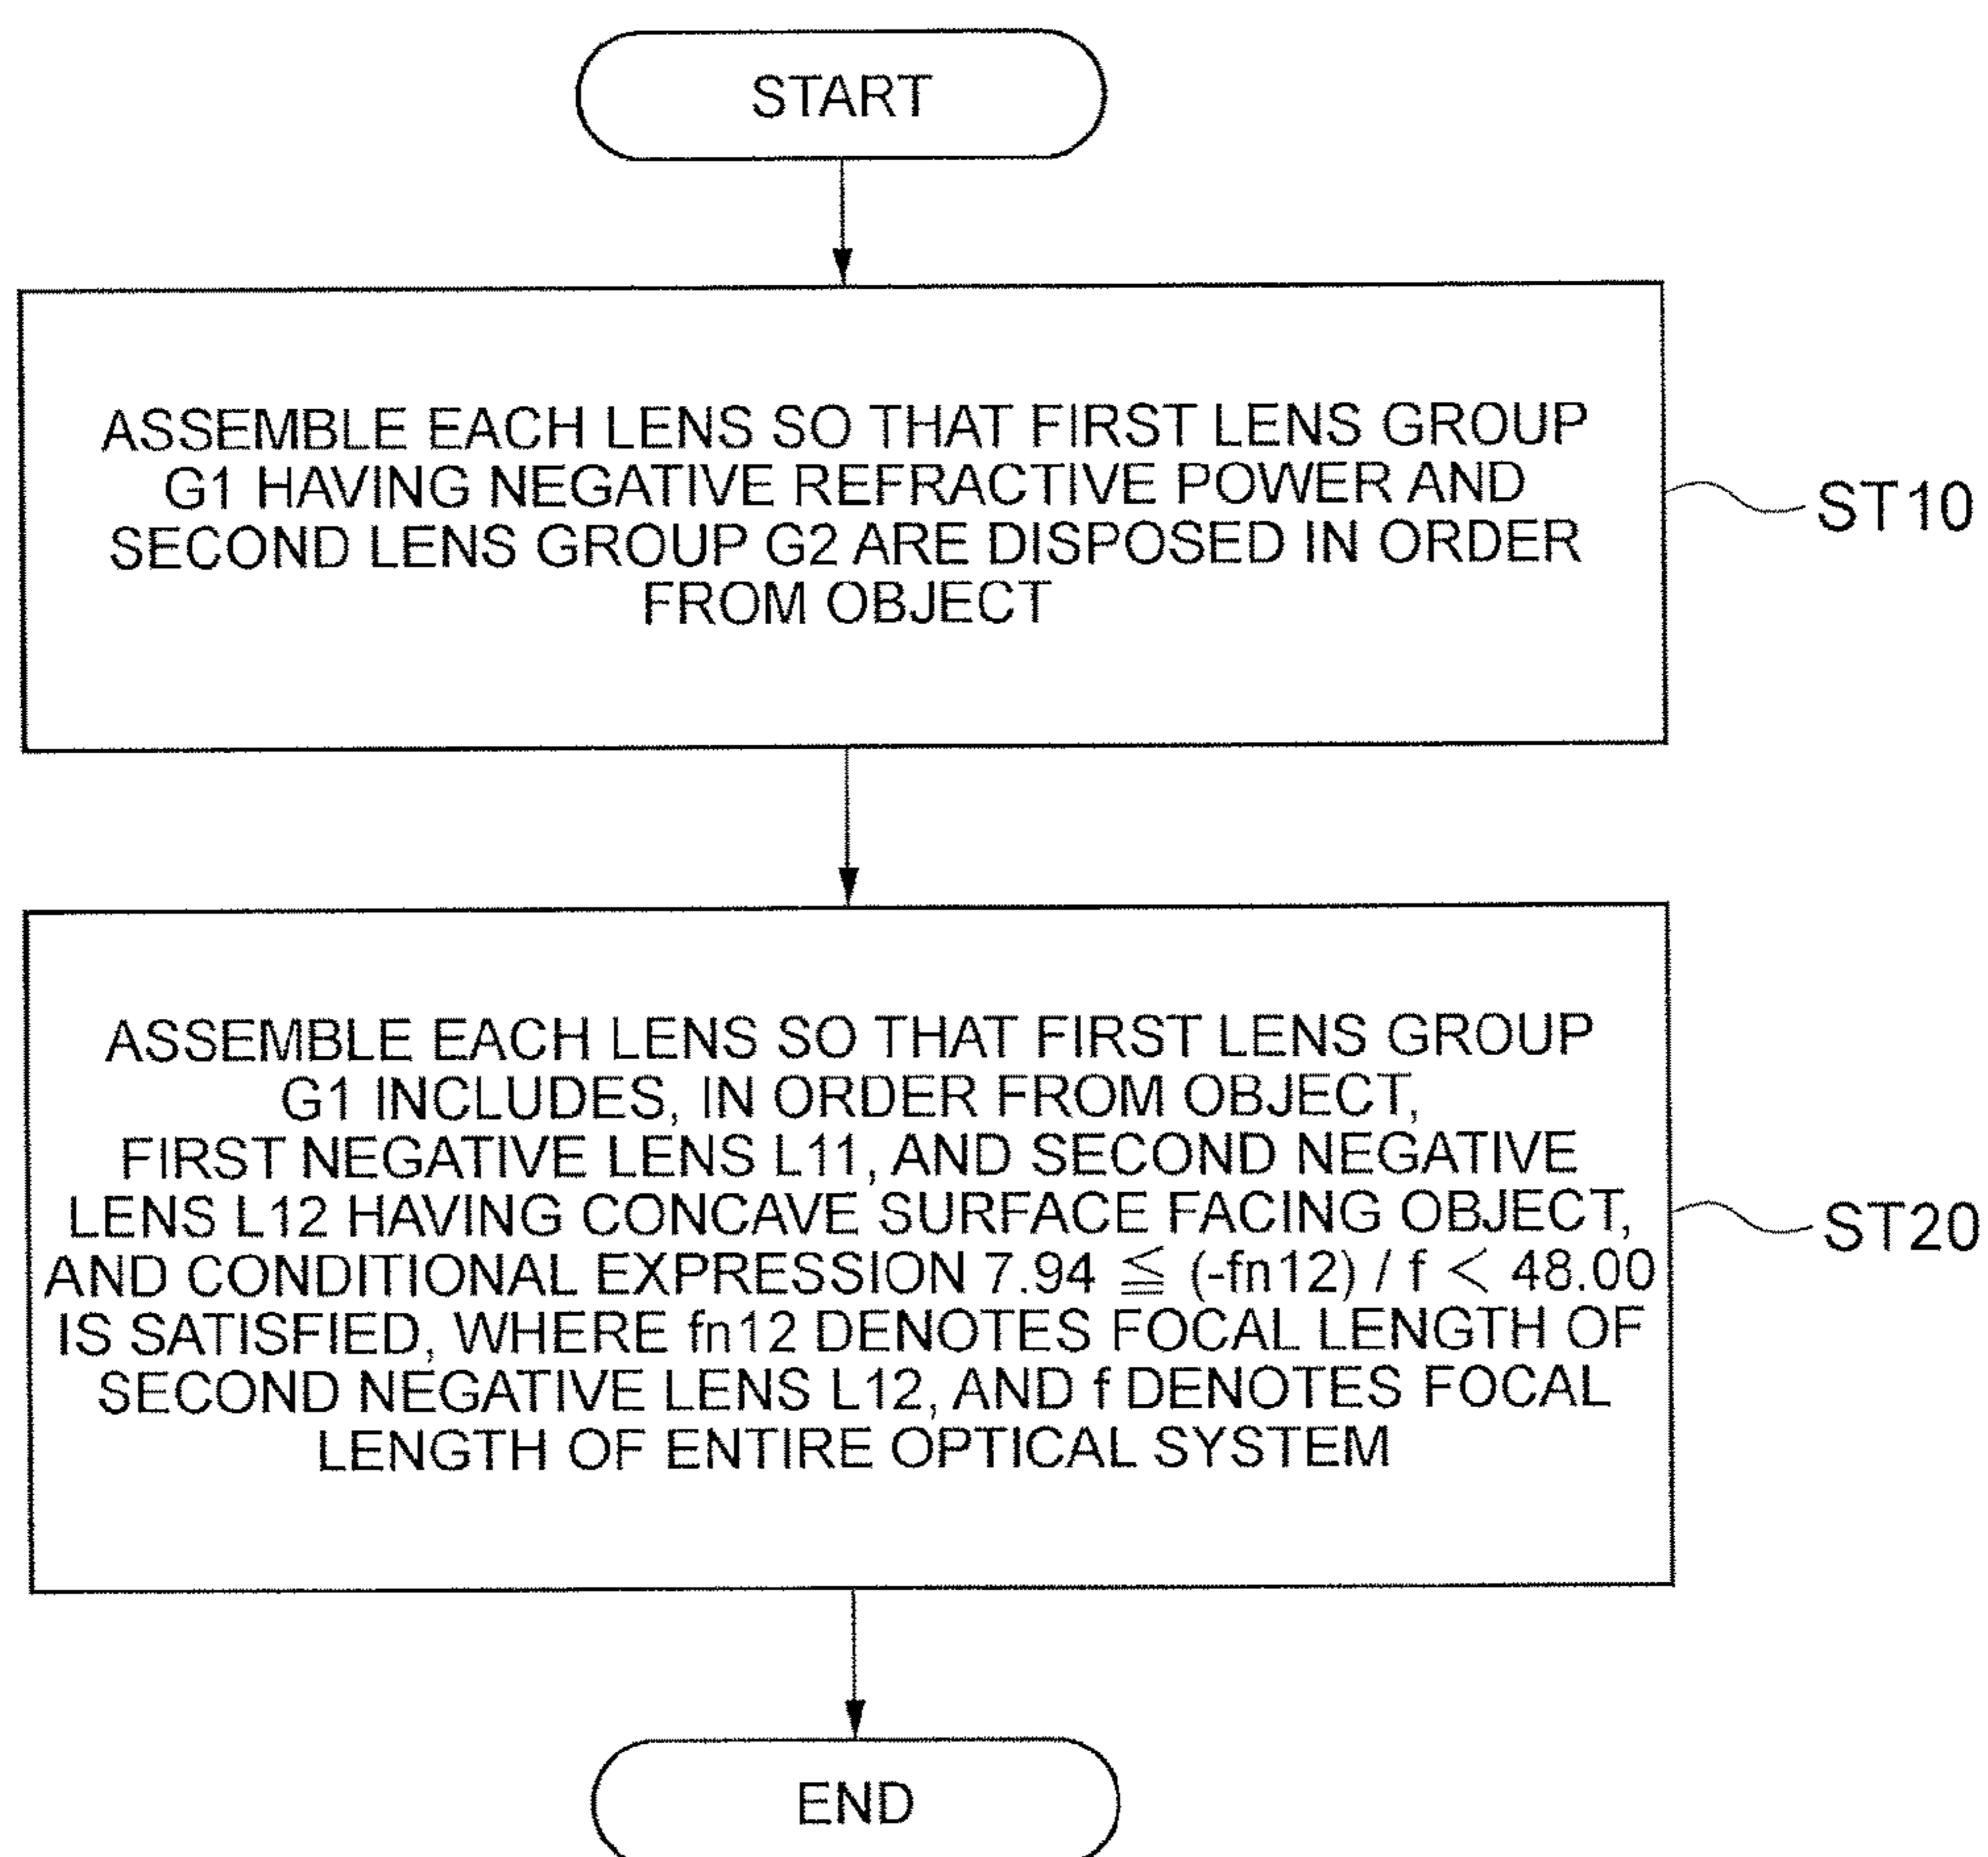 START
ASSEMBLE EACH LENS SO THAT FIRST LENS GROUP
G1 HAVING NEGATIVE REFRACTIVE POWER AND
SECOND LENS GROUP G2 ARE DISPOSED IN ORDER
FROM OBJECT
ST10
ASSEMBLE EACH LENS SO THAT FIRST LENS GROUP
G1 INCLUDES, IN ORDER FROM OBJECT,
FIRST NEGATIVE LENS L11, AND SECOND NEGATIVE
LENS L12 HAVING CONCAVE SURFACE FACING OBJECT,
AND CONDITIONAL EXPRESSION 7.94 ≦ (-fn12) / f < 48.00
IS SATISFIED, WHERE fn12 DENOTES FOCAL LENGTH OF
SECOND NEGATIVE LENS L12, AND f DENOTES FOCAL
LENGTH OF ENTIRE OPTICAL SYSTEM
ST20
END